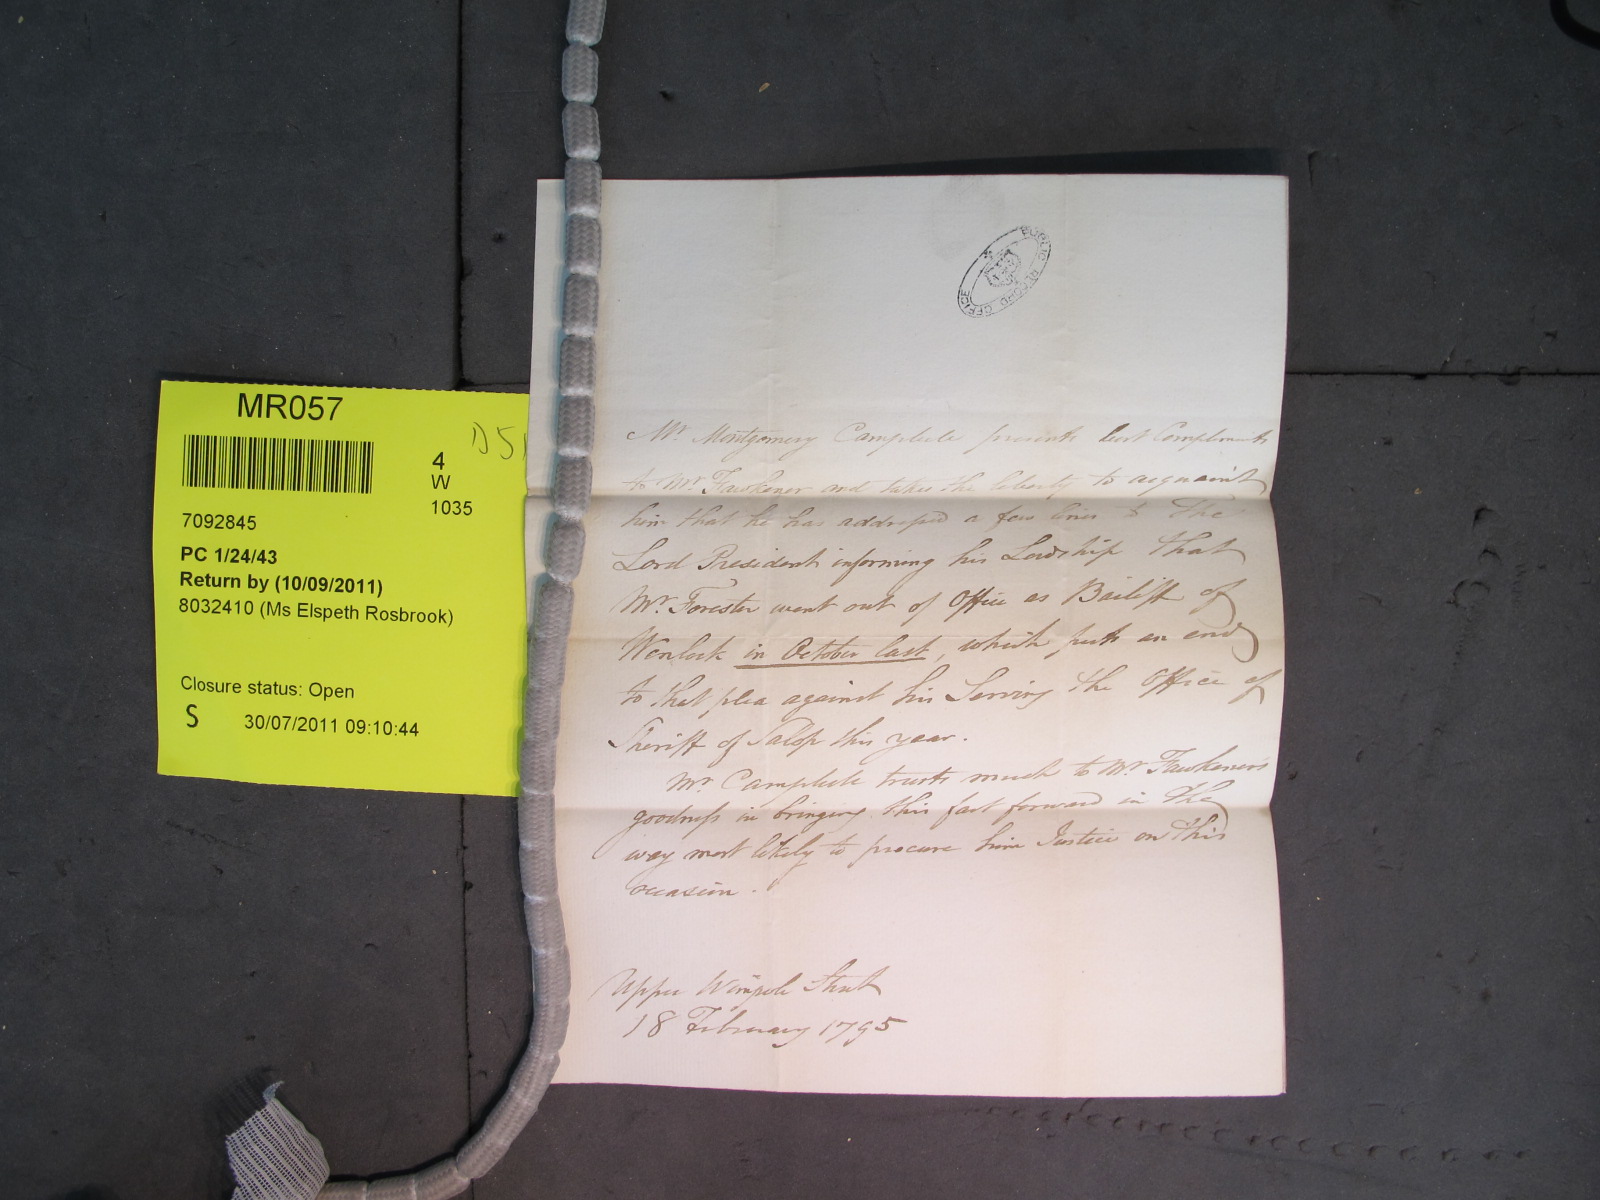 MR057
D51
4
W
1035
7092845
PC 1/24/43
Return by (10/09/2011)
8032410 (Ms Elspeth Rosbrook)
Closure status: Open
S 30/07/2011 09:10:44
PUBLIC RECORD OFFICE
Mr. Montgomery Campbele presents best Compliments
to Mr. Fawkener and takes the liberty to acquaint
him that he has addressed a few lines to The
Lord President informing his Lordship that
Mr. Forester went out of Office as Bailiff of
Wenlock in October last, which puts an end
to that plea against his Serving the Office of
Sheriff of Salop this year.
Mr Campbele trusts much to Mr. Fawkener's
goodness in bringing this fact forward in the
way most likely to procure him Justice on This
occasion.
Upper Wimpole Street
18 February 1795